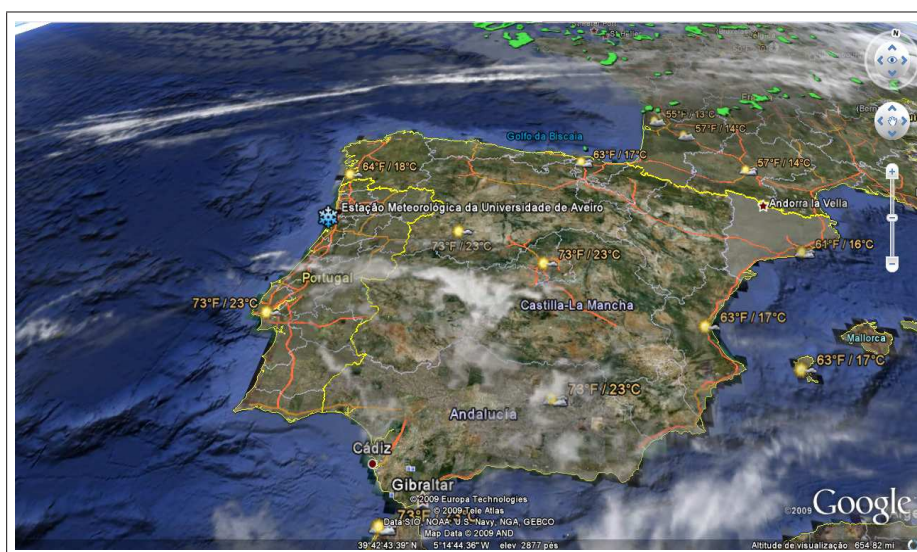 St Helier
N
55°F / 13°C
57°F / 14°C
Golfo da Biscaia
63°F / 17°C
57°F / 14°C
64°F / 18°C
Andorra la Vella
Estação Meteorológica da Universidade de Aveiro
73°F / 23°C
61°F / 16°C
73°F / 23°C
Portugal
73°F / 23°C
Castilla-La Mancha
63°F / 17°C
Mallorca
63°F / 17°C
73°F / 23°C
Andalucía
Cádiz
Gibraltar
© 2009 Europa Technologies
© 2009 Tele Atlas
©2009 Google
73°F
Data SIO, NOAA, U.S. Navy, NGA, GEBCO
Map Data © 2009 AND
39°42'43.39" N 5°14'44.36" W elev 2877 pés Altitude de visualização 654.82 mi